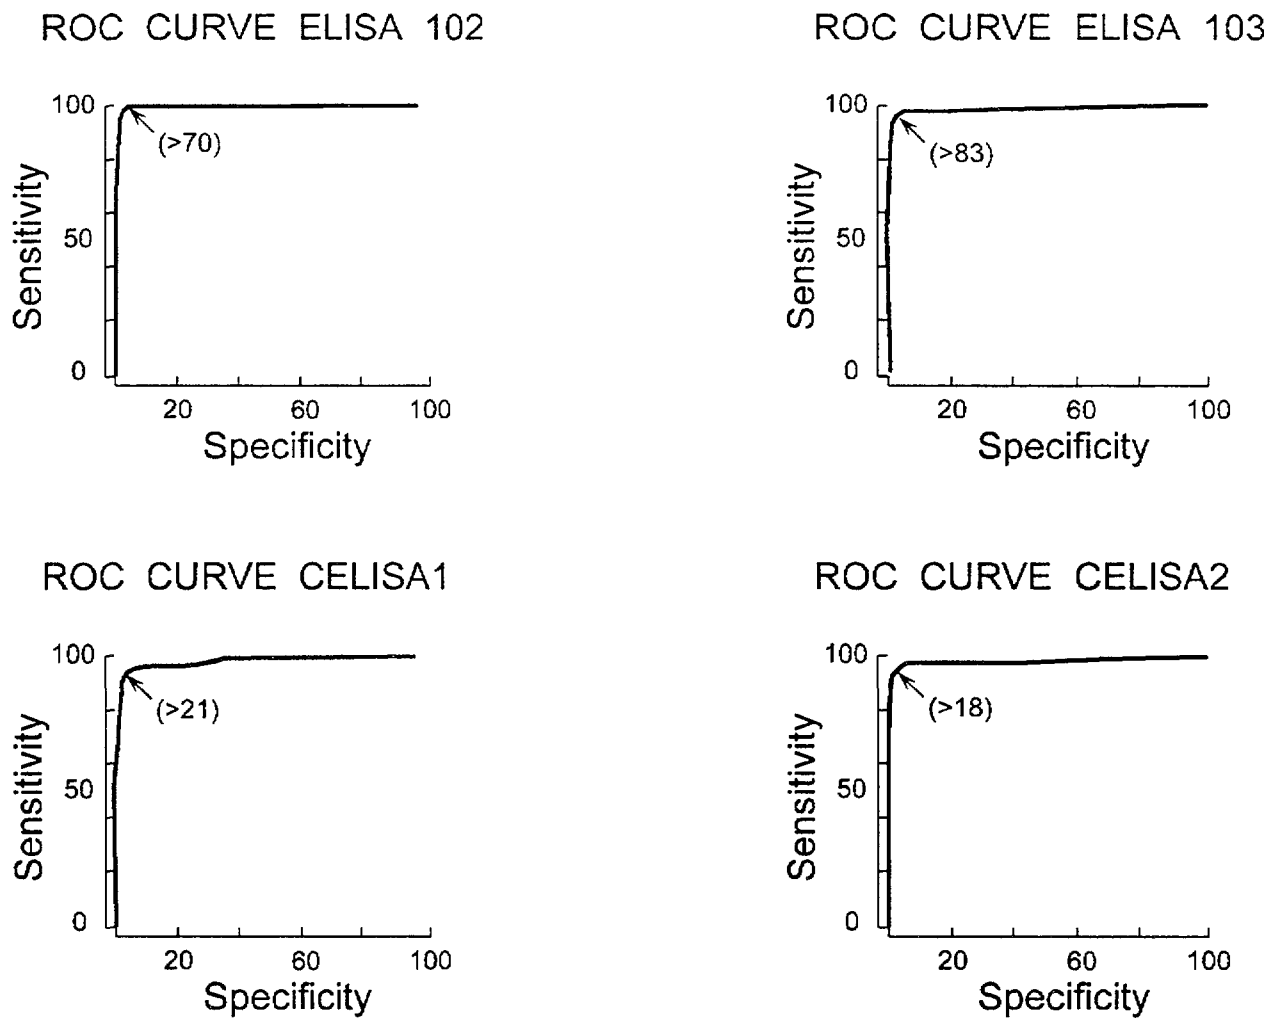 ROC CURVE ELISA 102
100
(>70)
50
0
Sensitivity
20 60 100
Specificity
ROC CURVE ELISA 103
100
(>83)
50
0
Sensitivity
20 60 100
Specificity
ROC CURVE CELISA1
100
(>21)
50
0
Sensitivity
20 60 100
Specificity
ROC CURVE CELISA2
100
(>18)
50
0
Sensitivity
20 60 100
Specificity